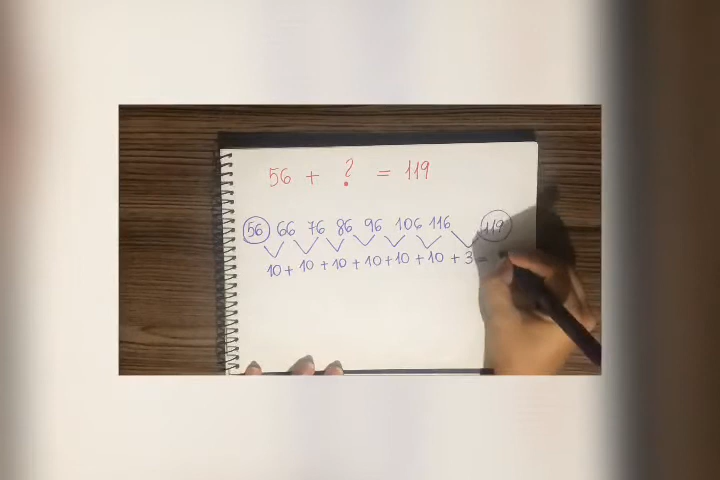 56 + ? = 119
56 66 76 86 96 106 116 119
10 + 10 + 10 + 10 + 10 + 10 + 3 =